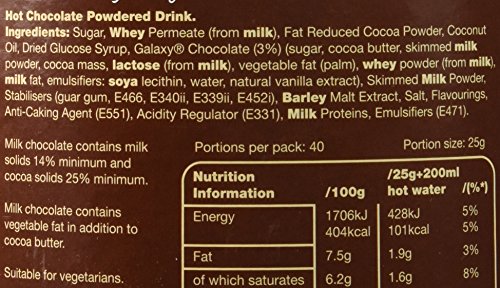 Hot Chocolate Powdered Drink.
Ingredients: Sugar, Whey Permeate (from milk), Fat Reduced Cocoa Powder, Coconut
Oil, Dried Glucose Syrup, Galaxy® Chocolate (3%) (sugar, cocoa butter, skimmed milk
powder, cocoa mass, lactose (from milk), vegetable fat (palm), whey powder (from milk),
milk fat, emulsifiers: soya lecithin, water, natural vanilla extract), Skimmed Milk Powder,
Stabilisers (guar gum, E466, E340ii, E339ii, E452i), Barley Malt Extract, Salt, Flavourings,
Anti-Caking Agent (E551), Acidity Regulator (E331), Milk Proteins, Emulsifiers (E471).
Milk chocolate contains milk
solids 14% minimum and
cocoa solids 25% minimum.
Milk chocolate contains
vegetable fat in addition to
cocoa butter.
Suitable for vegetarians.
Portions per pack: 40 Portion size: 25g
Nutrition /25g+200ml
Information /100g hot water /(%*)
Energy 1706kJ 428kJ 5%
404kcal 101kcal 5%
Fat 7.5g 1.9g 3%
of which saturates 6.2g 1.6g 8%